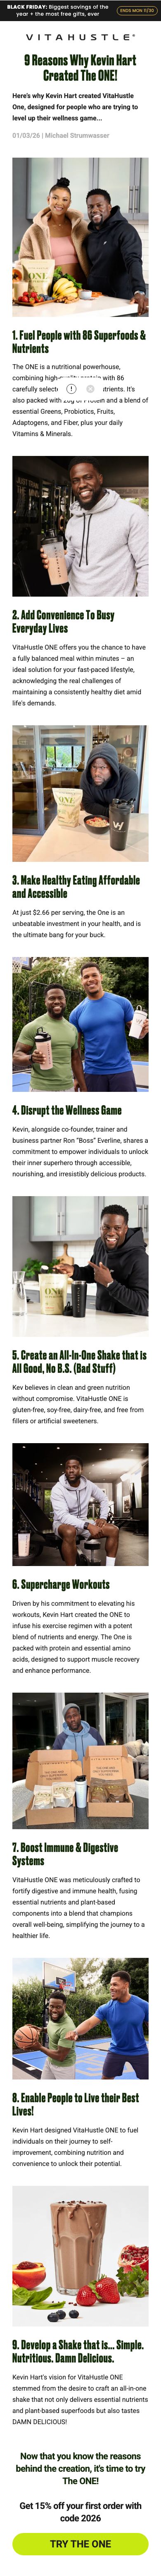 BLACK FRIDAY: Biggest savings of the
year + the most free gifts, ever
ENDS MON 11/30
VITAHUSTLE
9 Reasons Why Kevin Hart
Created The ONE!
Here's why Kevin Hart created VitaHustle
One, designed for people who are trying to
level up their wellness game...
01/03/26 | Michael Strumwasser
1. Fuel People with 86 Superfoods &
Nutrients
The ONE is a nutritional powerhouse,
combining high-quality protein with 86
carefully selected nutrients. It's
also packed with 20g of Protein and a blend of
essential Greens, Probiotics, Fruits,
Adaptogens, and Fiber, plus your daily
Vitamins & Minerals.
2. Add Convenience To Busy
Everyday Lives
VitaHustle ONE offers you the chance to have
a fully balanced meal within minutes – an
ideal solution for your fast-paced lifestyle,
acknowledging the real challenges of
maintaining a consistently healthy diet amid
life's demands.
3. Make Healthy Eating Affordable
and Accessible
At just $2.66 per serving, the One is an
unbeatable investment in your health, and is
the ultimate bang for your buck.
4. Disrupt the Wellness Game
Kevin, alongside co-founder, trainer and
business partner Ron "Boss" Everline, shares a
commitment to empower individuals to unlock
their inner superhero through accessible,
nourishing, and irresistibly delicious products.
5. Create an All-in-One Shake that is
All Good, No B.S. (Bad Stuff)
Kev believes in clean and green nutrition
without compromise. VitaHustle ONE is
gluten-free, soy-free, dairy-free, and free from
fillers or artificial sweeteners.
6. Supercharge Workouts
Driven by his commitment to elevating his
workouts, Kevin Hart created the ONE to
infuse his exercise regimen with a potent
blend of nutrients and energy. The One is
packed with protein and essential amino
acids, designed to support muscle recovery
and enhance performance.
7. Boost Immune & Digestive
Systems
VitaHustle ONE was meticulously crafted to
fortify digestive and immune health, fusing
essential nutrients and plant-based
components into a blend that champions
overall well-being, simplifying the journey to a
healthier life.
8. Enable People to Live their Best
Lives!
Kevin Hart designed VitaHustle ONE to fuel
individuals on their journey to self-
improvement, combining nutrition and
convenience to unlock their potential.
9. Develop a Shake that is... Simple.
Nutritious. Damn Delicious.
Kevin Hart's vision for VitaHustle ONE
stemmed from the desire to craft an all-in-one
shake that not only delivers essential nutrients
and plant-based superfoods but also tastes
DAMN DELICIOUS!
Now that you know the reasons
behind the creation, it's time to try
The ONE!
Get 15% off your first order with
code 2026
TRY THE ONE